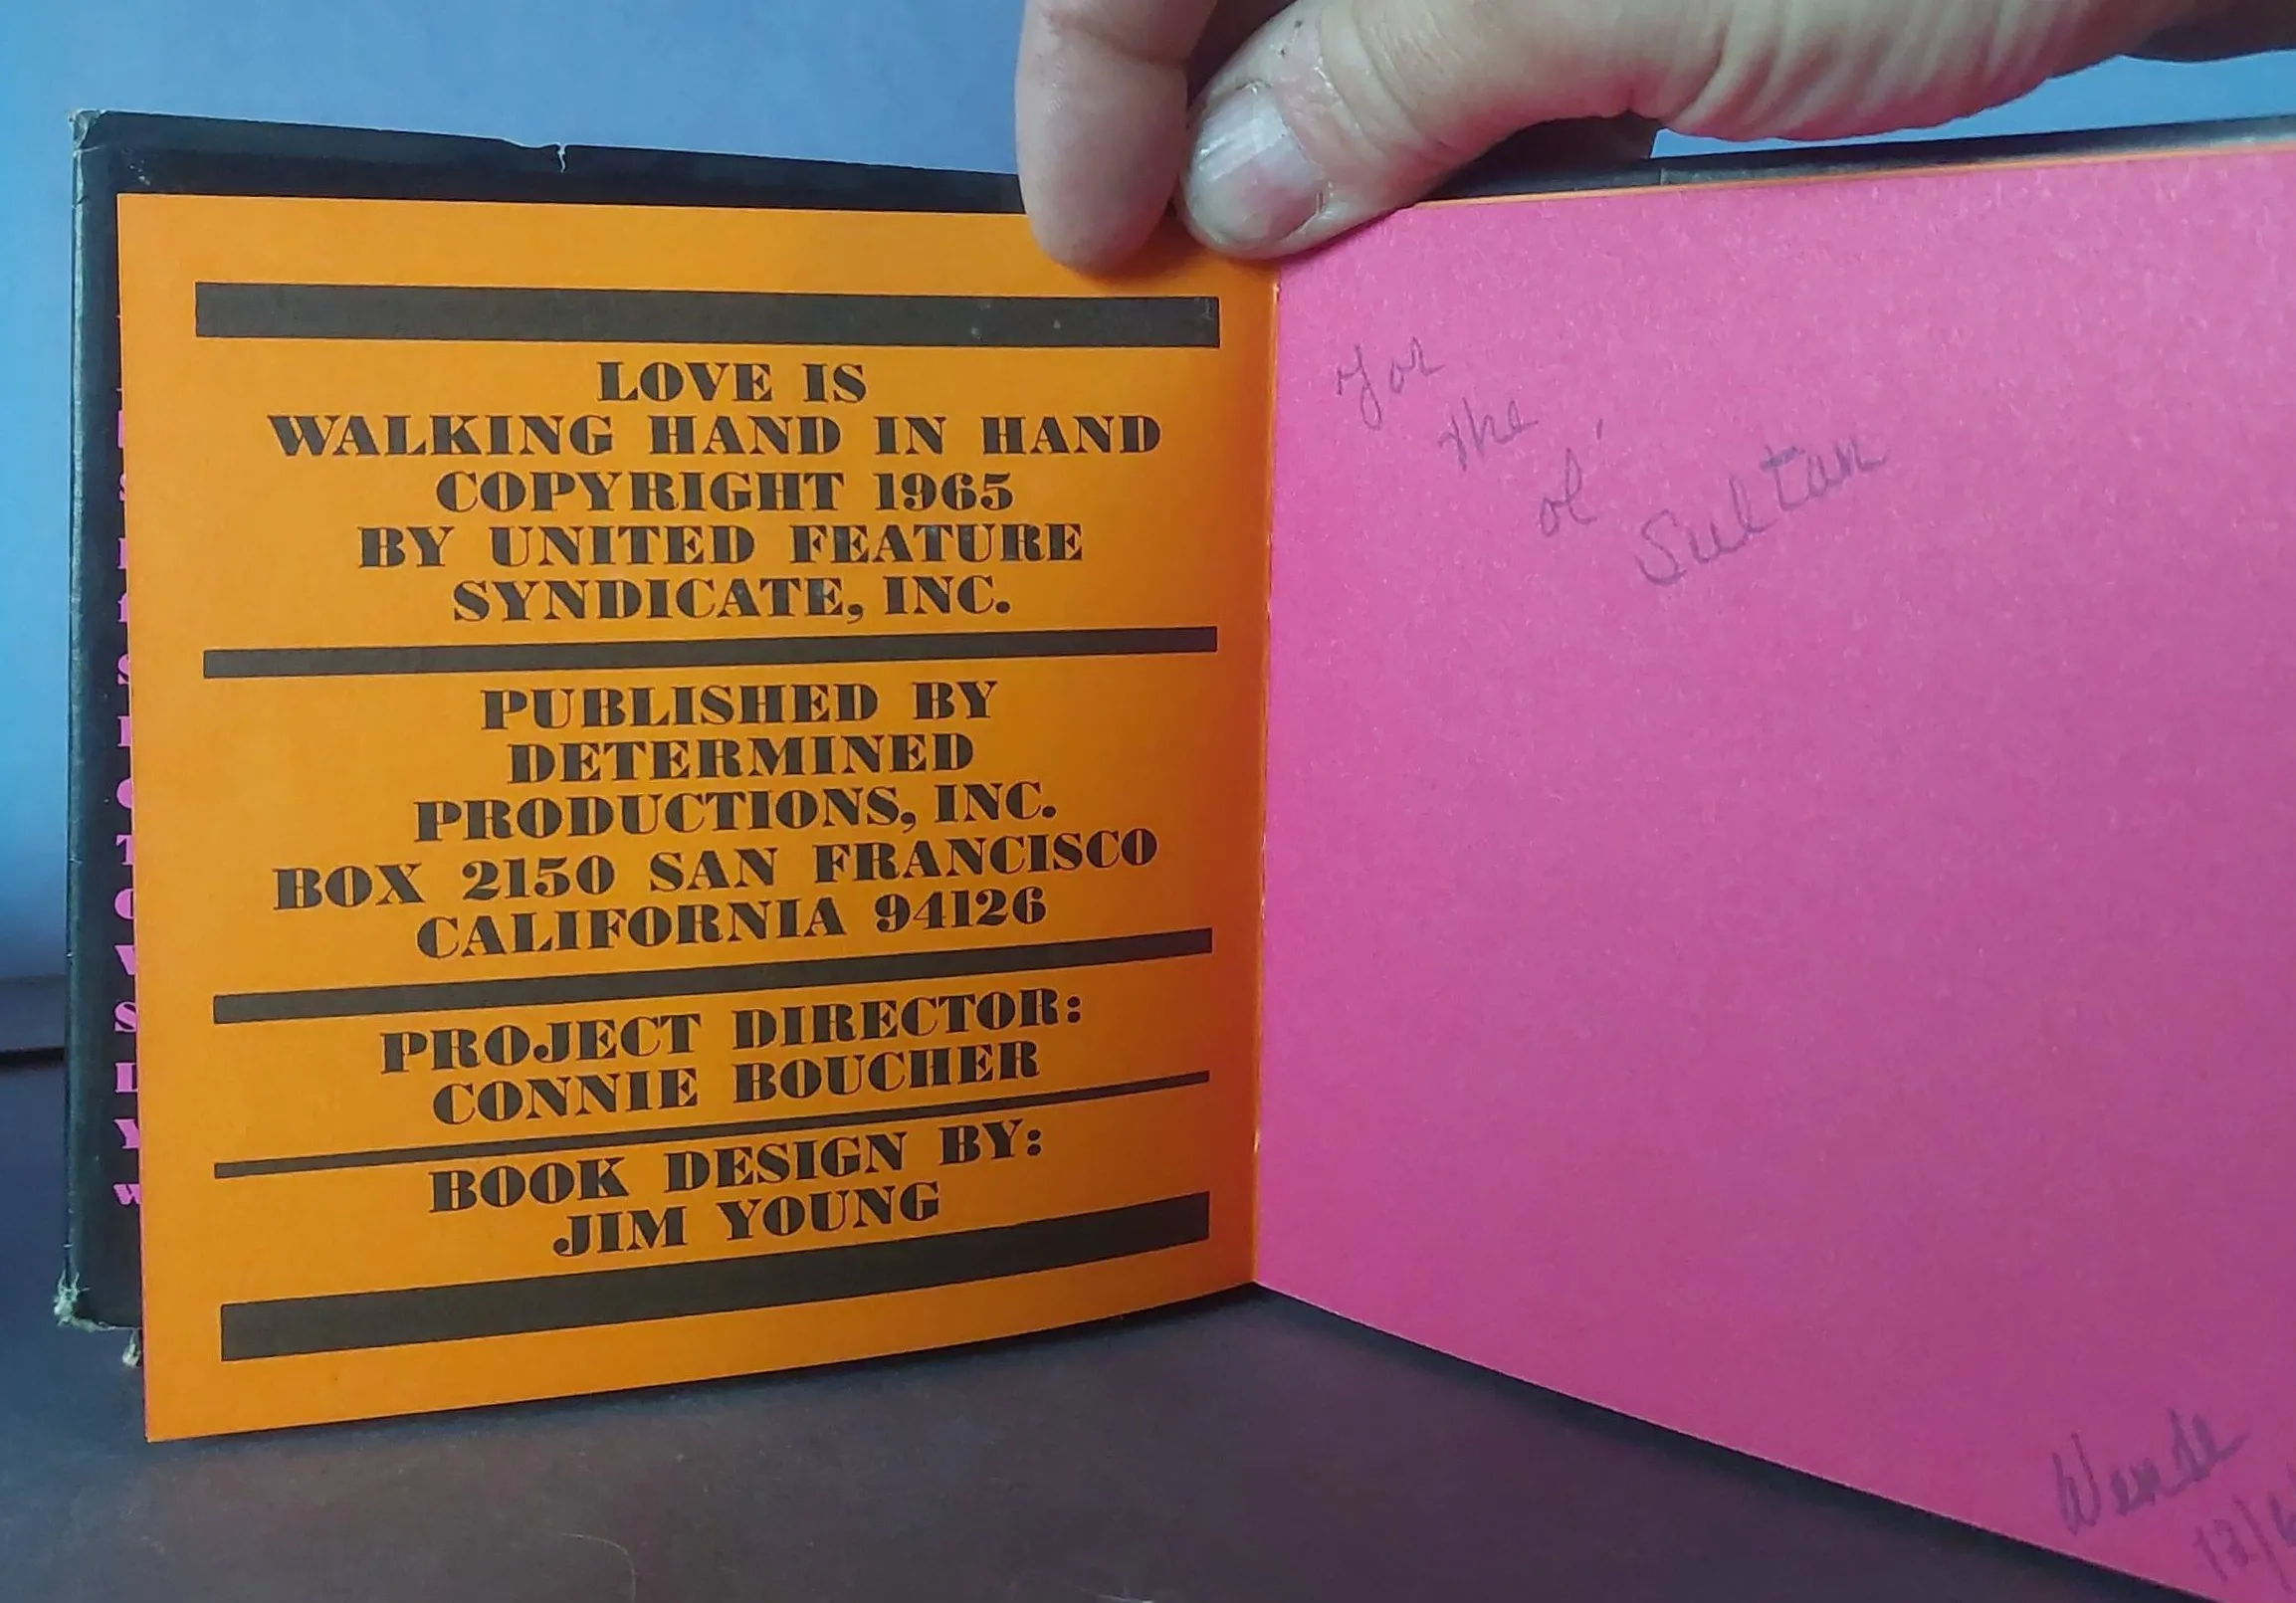 LOVE IS
WALKING HAND IN HAND
COPYRIGHT 1965
BY UNITED FEATURE
SYNDICATE, INC.
PUBLISHED BY
DETERMINED
PRODUCTIONS, INC.
BOX 2150 SAN FRANCISCO
CALIFORNIA 94126
PROJECT DIRECTOR:
CONNIE BOUCHER
BOOK DESIGN BY:
JIM YOUNG
For
the
ol'
Sultan